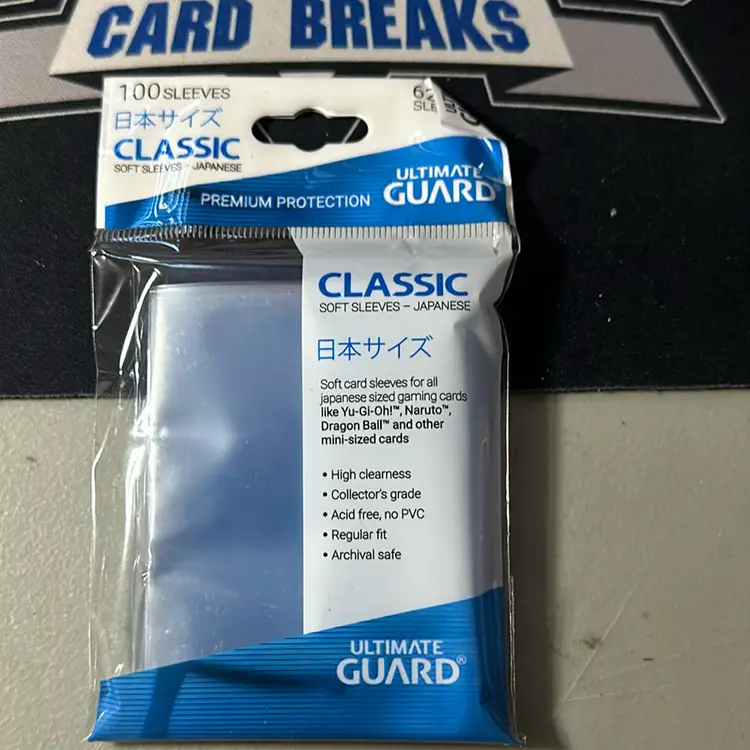 CARD BREAKS
100 SLEEVES
日本サイズ
CLASSIC
SOFT SLEEVES - JAPANESE
PREMIUM PROTECTION
ULTIMATE
GUARD®
CLASSIC
SOFT SLEEVES – JAPANESE
日本サイズ
Soft card sleeves for all
japanese sized gaming cards
like Yu-Gi-Oh!™, Naruto™,
Dragon Ball™ and other
mini-sized cards
• High clearness
• Collector's grade
• Acid free, no PVC
• Regular fit
• Archival safe
ULTIMATE
GUARD®